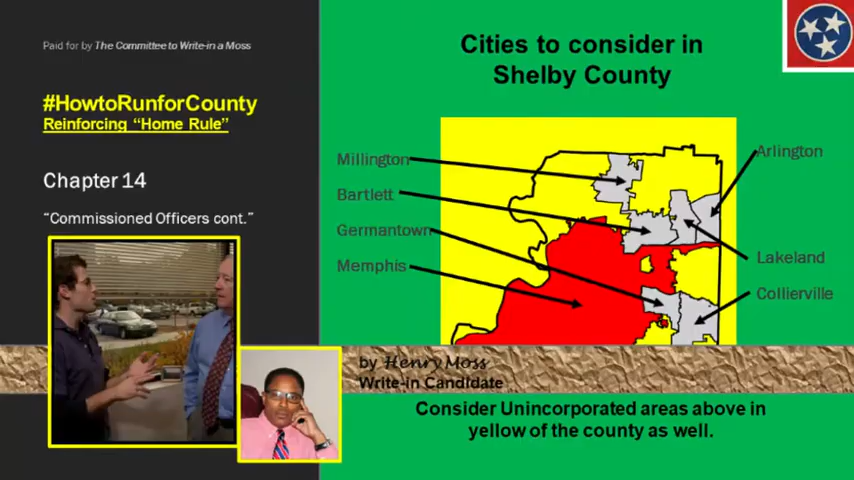 Paid for by The Committee to Write-in a Moss
#HowtoRunforCounty
Reinforcing “Home Rule”
Chapter 14
“Commissioned Officers cont.”
Cities to consider in
Shelby County
Millington
Bartlett
Germantown
Memphis
Arlington
Lakeland
Collierville
by Henry Moss
Write-in Candidate
Consider Unincorporated areas above in
yellow of the county as well.